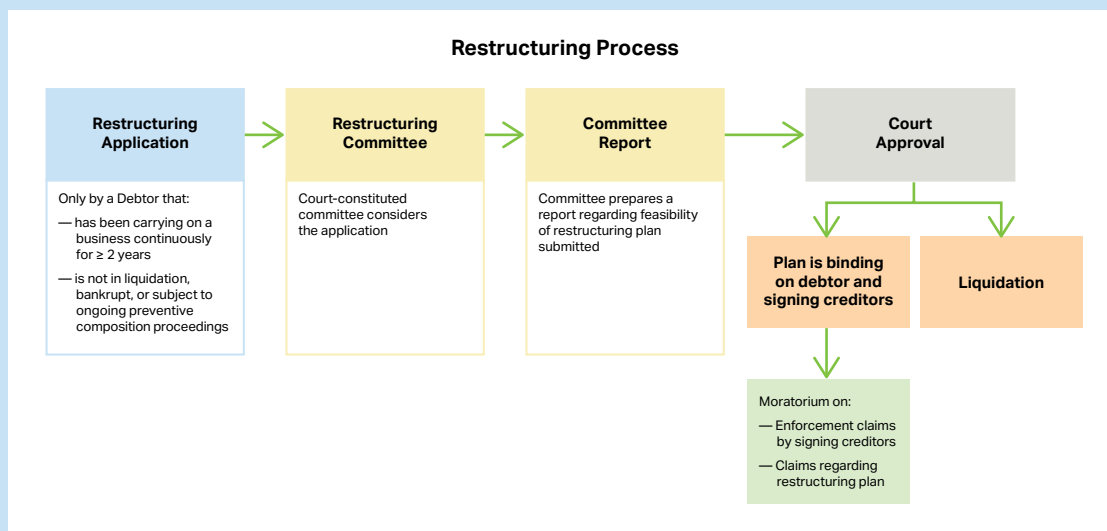 Restructuring Process
Restructuring
Application
Only by a Debtor that:
— has been carrying on a
business continuously
for ≥ 2 years
— is not in liquidation,
bankrupt, or subject to
ongoing preventive
composition proceedings
Restructuring
Committee
Court-constituted
committee considers
the application
Committee
Report
Committee prepares a
report regarding feasibility
of restructuring plan
submitted
Court
Approval
Plan is binding
on debtor and
signing creditors
Liquidation
Moratorium on:
— Enforcement claims
by signing creditors
— Claims regarding
restructuring plan